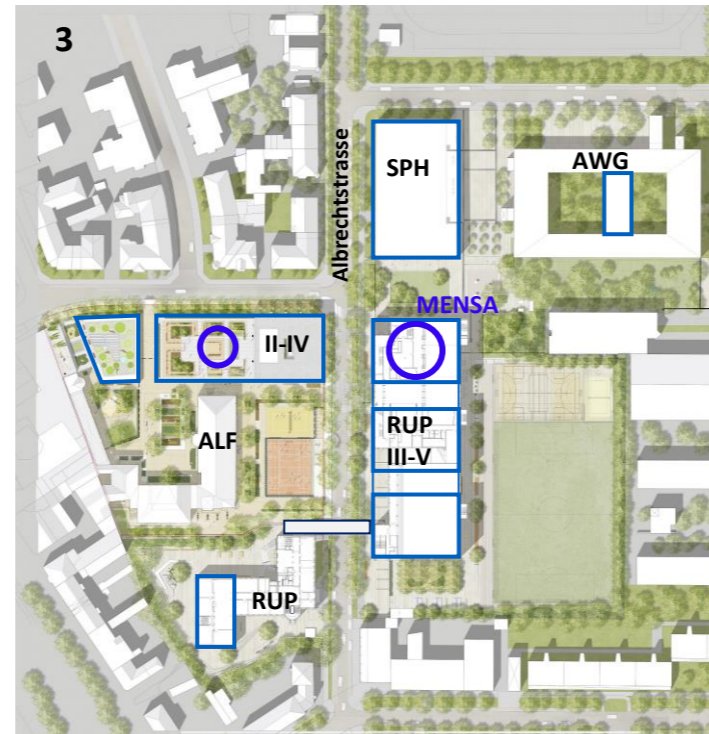 3
Albrechtstrasse
SPH
AWG
MENSA
II-IV
ALF
RUP
III-V
RUP